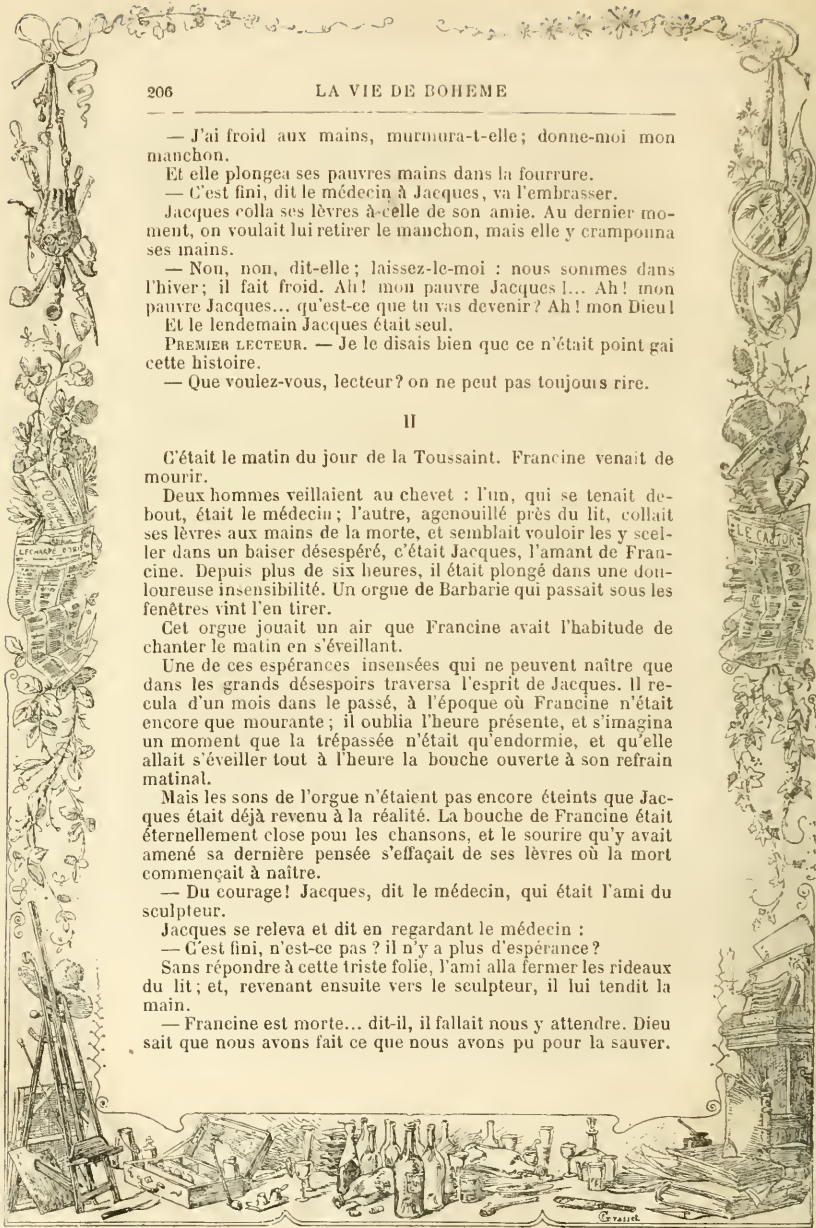 206 LA VIE DE BOHEME
— J'ai froid aux mains, murmura-t-elle; donne-moi mon
manchon.
Et elle plongea ses pauvres mains dans la fourrure.
— C'est fini, dit le médecin à Jacques, va l'embrasser.
Jacques colla ses lèvres à celle de son amie. Au dernier mo-
ment, on voulait lui retirer le manchon, mais elle y cramponna
ses mains.
— Non, non, dit-elle; laissez-le-moi : nous sommes dans
l'hiver; il fait froid. Ah! mon pauvre Jacques!... Ah! mon
pauvre Jacques... qu'est-ce que tu vas devenir? Ah! mon Dieu!
Et le lendemain Jacques était seul.
PREMIER LECTEUR. — Je le disais bien que ce n'était point gai
cette histoire.
— Que voulez-vous, lecteur? on ne peut pas toujours rire.
II
C'était le matin du jour de la Toussaint. Francine venait de
mourir.
Deux hommes veillaient au chevet : l'un, qui se tenait de-
bout, était le médecin; l'autre, agenouillé près du lit, collait
ses lèvres aux mains de la morte, et semblait vouloir les y scel-
ler dans un baiser désespéré, c'était Jacques, l'amant de Fran-
cine. Depuis plus de six heures, il était plongé dans une dou-
loureuse insensibilité. Un orgue de Barbarie qui passait sous les
fenêtres vint l'en tirer.
Cet orgue jouait un air que Francine avait l'habitude de
chanter le matin en s'éveillant.
Une de ces espérances insensées qui ne peuvent naître que
dans les grands désespoirs traversa l'esprit de Jacques. Il re-
cula d'un mois dans le passé, à l'époque où Francine n'était
encore que mourante; il oublia l'heure présente, et s'imagina
un moment que la trépassée n'était qu'endormie, et qu'elle
allait s'éveiller tout à l'heure la bouche ouverte à son refrain
matinal.
Mais les sons de l'orgue n'étaient pas encore éteints que Jac-
ques était déjà revenu à la réalité. La bouche de Francine était
éternellement close pour les chansons, et le sourire qu'y avait
amené sa dernière pensée s'effaçait de ses lèvres où la mort
commençait à naître.
— Du courage! Jacques, dit le médecin, qui était l'ami du
sculpteur.
Jacques se releva et dit en regardant le médecin :
— C'est fini, n'est-ce pas? il n'y a plus d'espérance?
Sans répondre à cette triste folie, l'ami alla fermer les rideaux
du lit; et, revenant ensuite vers le sculpteur, il lui tendit la
main.
— Francine est morte... dit-il, il fallait nous y attendre. Dieu
sait que nous avons fait ce que nous avons pu pour la sauver.
LE CASTOR
Grasset